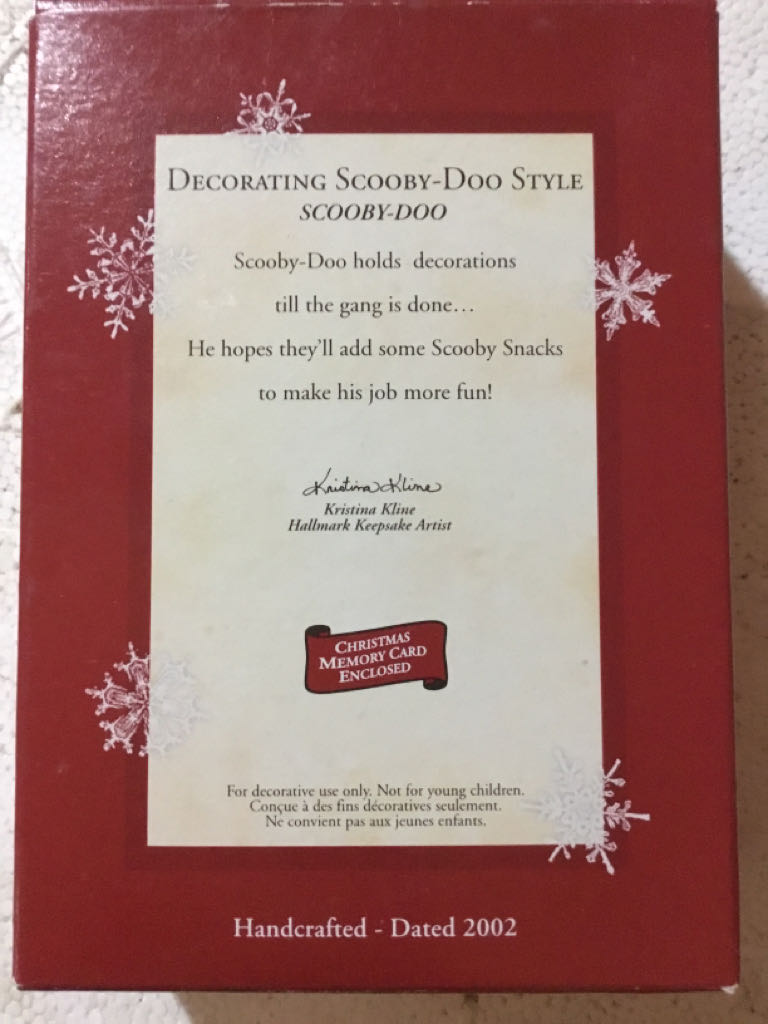 Decorating Scooby-Doo Style
SCOOBY-DOO
Scooby-Doo holds decorations
till the gang is done...
He hopes they'll add some Scooby Snacks
to make his job more fun!
Kristina Kline
Kristina Kline
Hallmark Keepsake Artist
CHRISTMAS
MEMORY CARD
ENCLOSED
For decorative use only. Not for young children.
Conçue à des fins décoratives seulement.
Ne convient pas aux jeunes enfants.
Handcrafted - Dated 2002